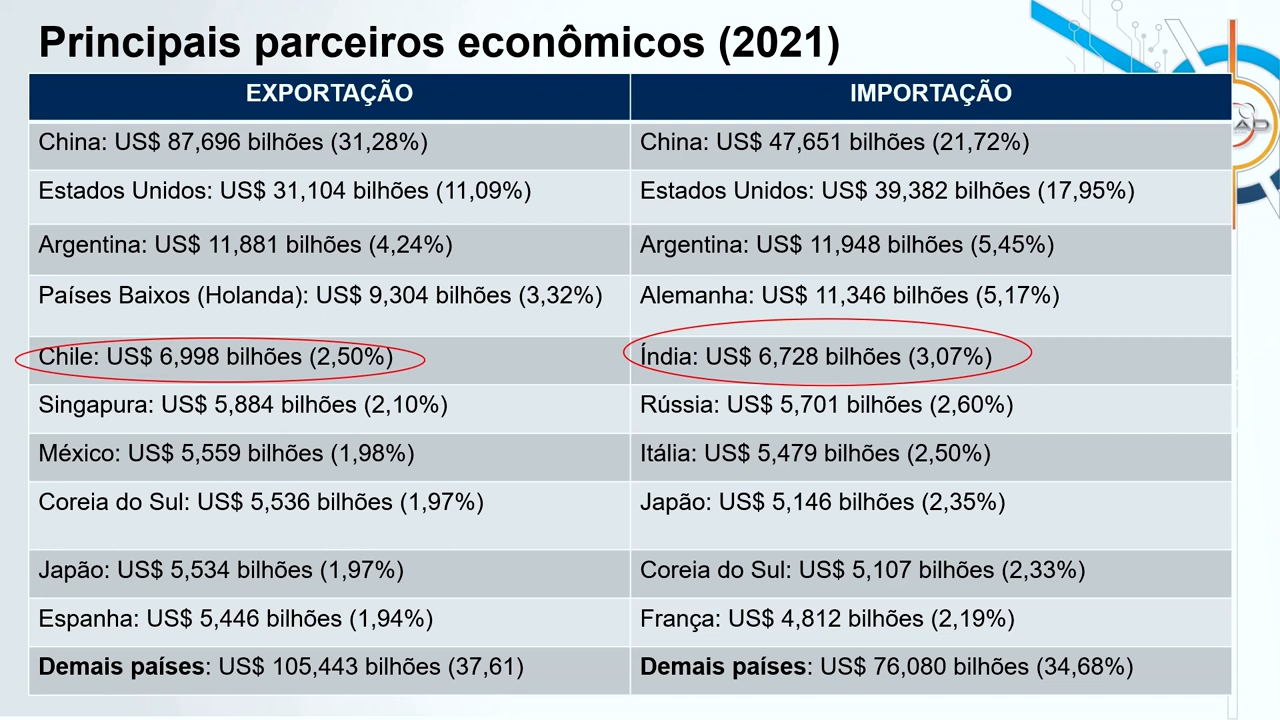 Principais parceiros econômicos (2021)
EXPORTAÇÃO
IMPORTAÇÃO
China: US$ 87,696 bilhões (31,28%)
China: US$ 47,651 bilhões (21,72%)
Estados Unidos: US$ 31,104 bilhões (11,09%)
Estados Unidos: US$ 39,382 bilhões (17,95%)
Argentina: US$ 11,881 bilhões (4,24%)
Argentina: US$ 11,948 bilhões (5,45%)
Países Baixos (Holanda): US$ 9,304 bilhões (3,32%)
Alemanha: US$ 11,346 bilhões (5,17%)
Chile: US$ 6,998 bilhões (2,50%)
Índia: US$ 6,728 bilhões (3,07%)
Singapura: US$ 5,884 bilhões (2,10%)
Rússia: US$ 5,701 bilhões (2,60%)
México: US$ 5,559 bilhões (1,98%)
Itália: US$ 5,479 bilhões (2,50%)
Coreia do Sul: US$ 5,536 bilhões (1,97%)
Japão: US$ 5,146 bilhões (2,35%)
Japão: US$ 5,534 bilhões (1,97%)
Coreia do Sul: US$ 5,107 bilhões (2,33%)
Espanha: US$ 5,446 bilhões (1,94%)
França: US$ 4,812 bilhões (2,19%)
Demais países: US$ 105,443 bilhões (37,61)
Demais países: US$ 76,080 bilhões (34,68%)